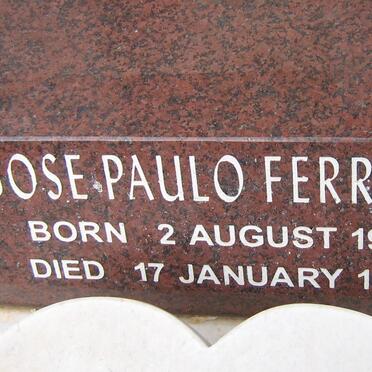 JOSE PAULO FERR
BORN 2 AUGUST 19
DIED 17 JANUARY 1